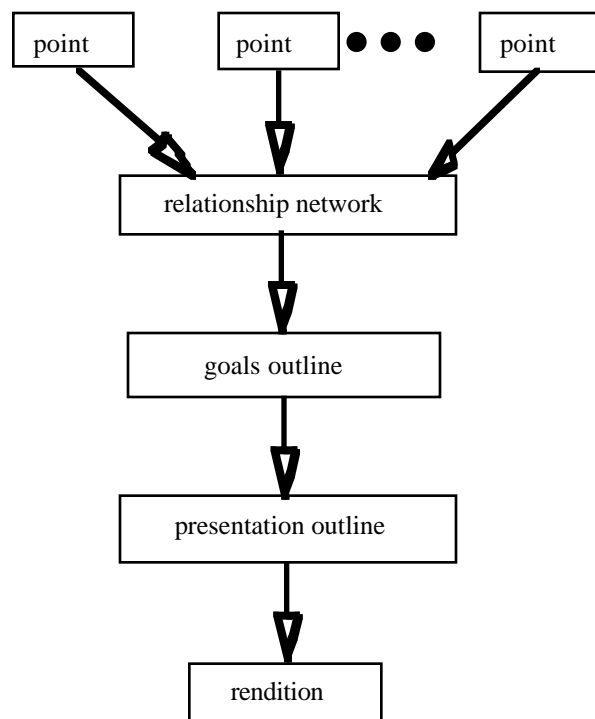 point point point
relationship network
goals outline
presentation outline
rendition